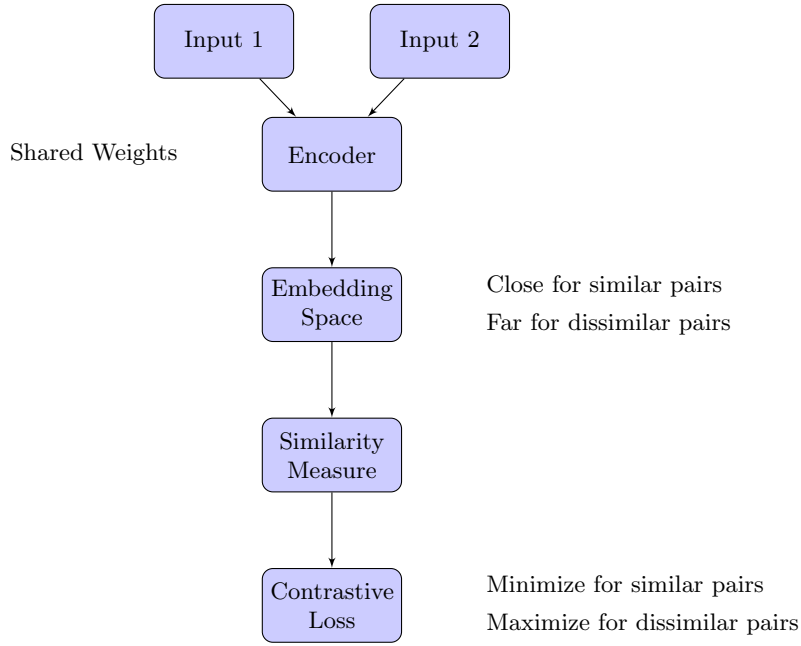 Input 1
Input 2
Shared Weights
Encoder
Embedding
Space
Close for similar pairs
Far for dissimilar pairs
Similarity
Measure
Contrastive
Loss
Minimize for similar pairs
Maximize for dissimilar pairs